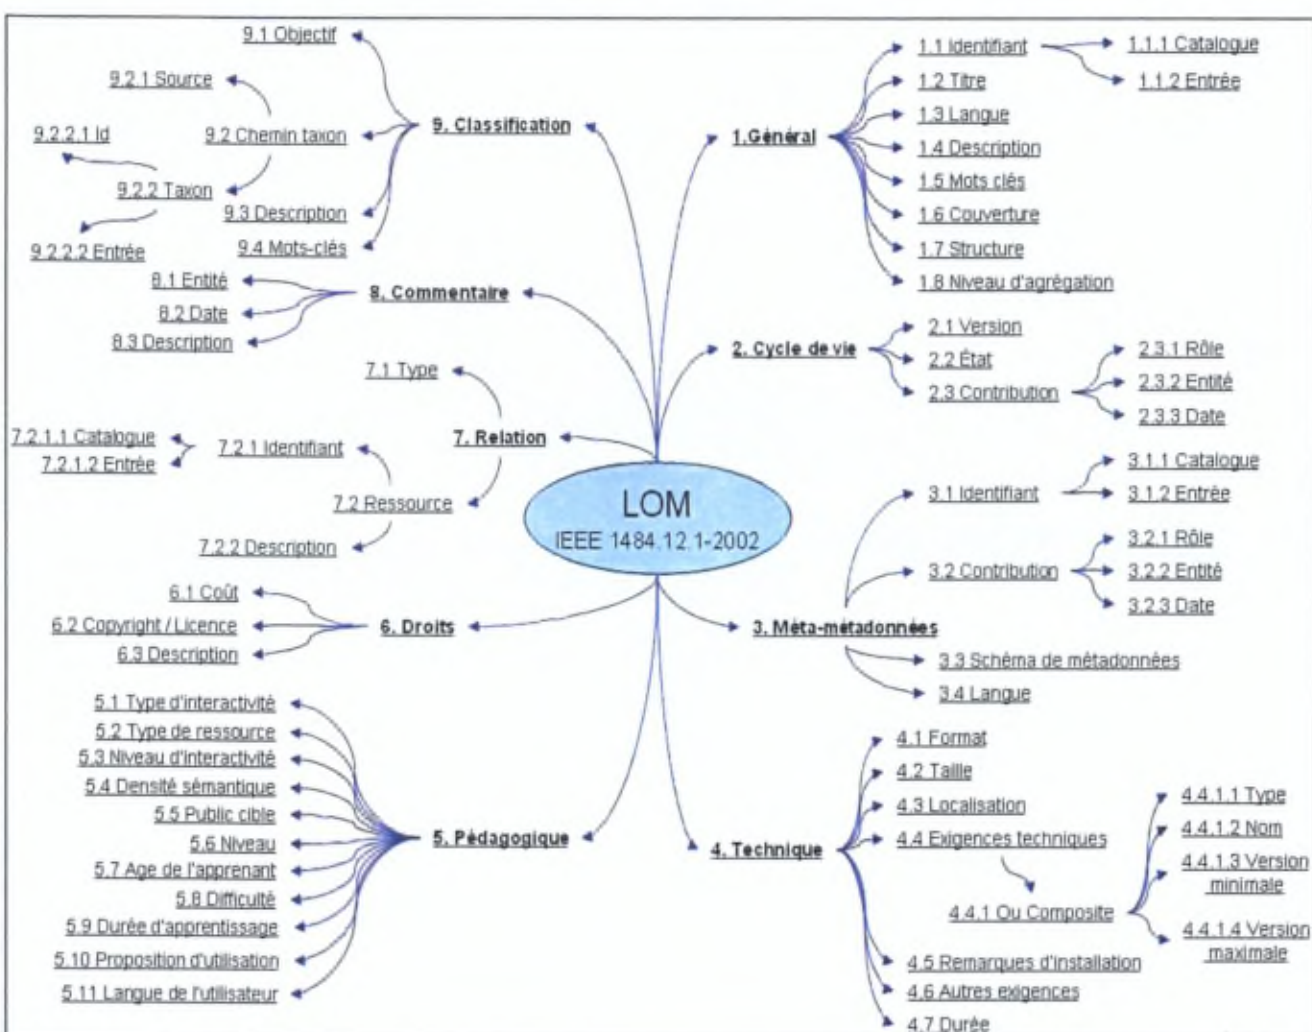 LOM
IEEE 1484.12.1-2002
1.Général
1.1 Identifiant
1.1.1 Catalogue
1.1.2 Entrée
1.2 Titre
1.3 Langue
1.4 Description
1.5 Mots clés
1.6 Couverture
1.7 Structure
1.8 Niveau d'agrégation
2. Cycle de vie
2.1 Version
2.2 État
2.3 Contribution
2.3.1 Rôle
2.3.2 Entité
2.3.3 Date
3. Méta-métadonnées
3.1 Identifiant
3.1.1 Catalogue
3.1.2 Entrée
3.2 Contribution
3.2.1 Rôle
3.2.2 Entité
3.2.3 Date
3.3 Schéma de métadonnées
3.4 Langue
4. Technique
4.1 Format
4.2 Taille
4.3 Localisation
4.4 Exigences techniques
4.4.1 Ou Composite
4.4.1.1 Type
4.4.1.2 Nom
4.4.1.3 Version
minimale
4.4.1.4 Version
maximale
4.5 Remarques d'installation
4.6 Autres exigences
4.7 Durée
5. Pédagogique
5.1 Type d'interactivité
5.2 Type de ressource
5.3 Niveau d'interactivité
5.4 Densité sémantique
5.5 Public cible
5.6 Niveau
5.7 Age de l'apprenant
5.8 Difficulté
5.9 Durée d'apprentissage
5.10 Proposition d'utilisation
5.11 Langue de l'utilisateur
6. Droits
6.1 Coût
6.2 Copyright / Licence
6.3 Description
7. Relation
7.1 Type
7.2 Ressource
7.2.1 Identifiant
7.2.1.1 Catalogue
7.2.1.2 Entrée
7.2.2 Description
8. Commentaire
8.1 Entité
8.2 Date
8.3 Description
9. Classification
9.1 Objectif
9.2 Chemin taxon
9.2.1 Source
9.2.2 Taxon
9.2.2.1 Id
9.2.2.2 Entrée
9.3 Description
9.4 Mots-clés